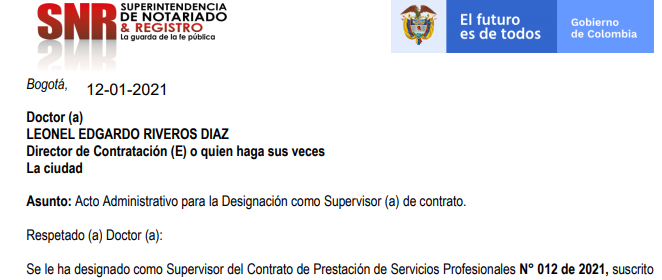 SNR SUPERINTENDENCIA
DE NOTARIADO
& REGISTRO
La guarda de la fe pública
El futuro
es de todos
Gobierno
de Colombia
Bogotá, 12-01-2021
Doctor (a)
LEONEL EDGARDO RIVEROS DIAZ
Director de Contratación (E) o quien haga sus veces
La ciudad
Asunto: Acto Administrativo para la Designación como Supervisor (a) de contrato.
Respetado (a) Doctor (a):
Se le ha designado como Supervisor del Contrato de Prestación de Servicios Profesionales N° 012 de 2021, suscrito